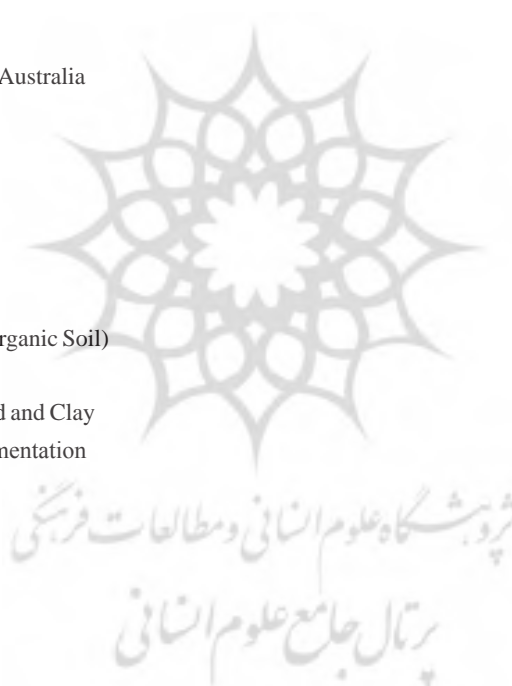 Australia
rganic Soil)
d and Clay
mentation
پژوهشگاه علوم انسانی و مطالعات فرهنگی
پرتال جامع علوم انسانی